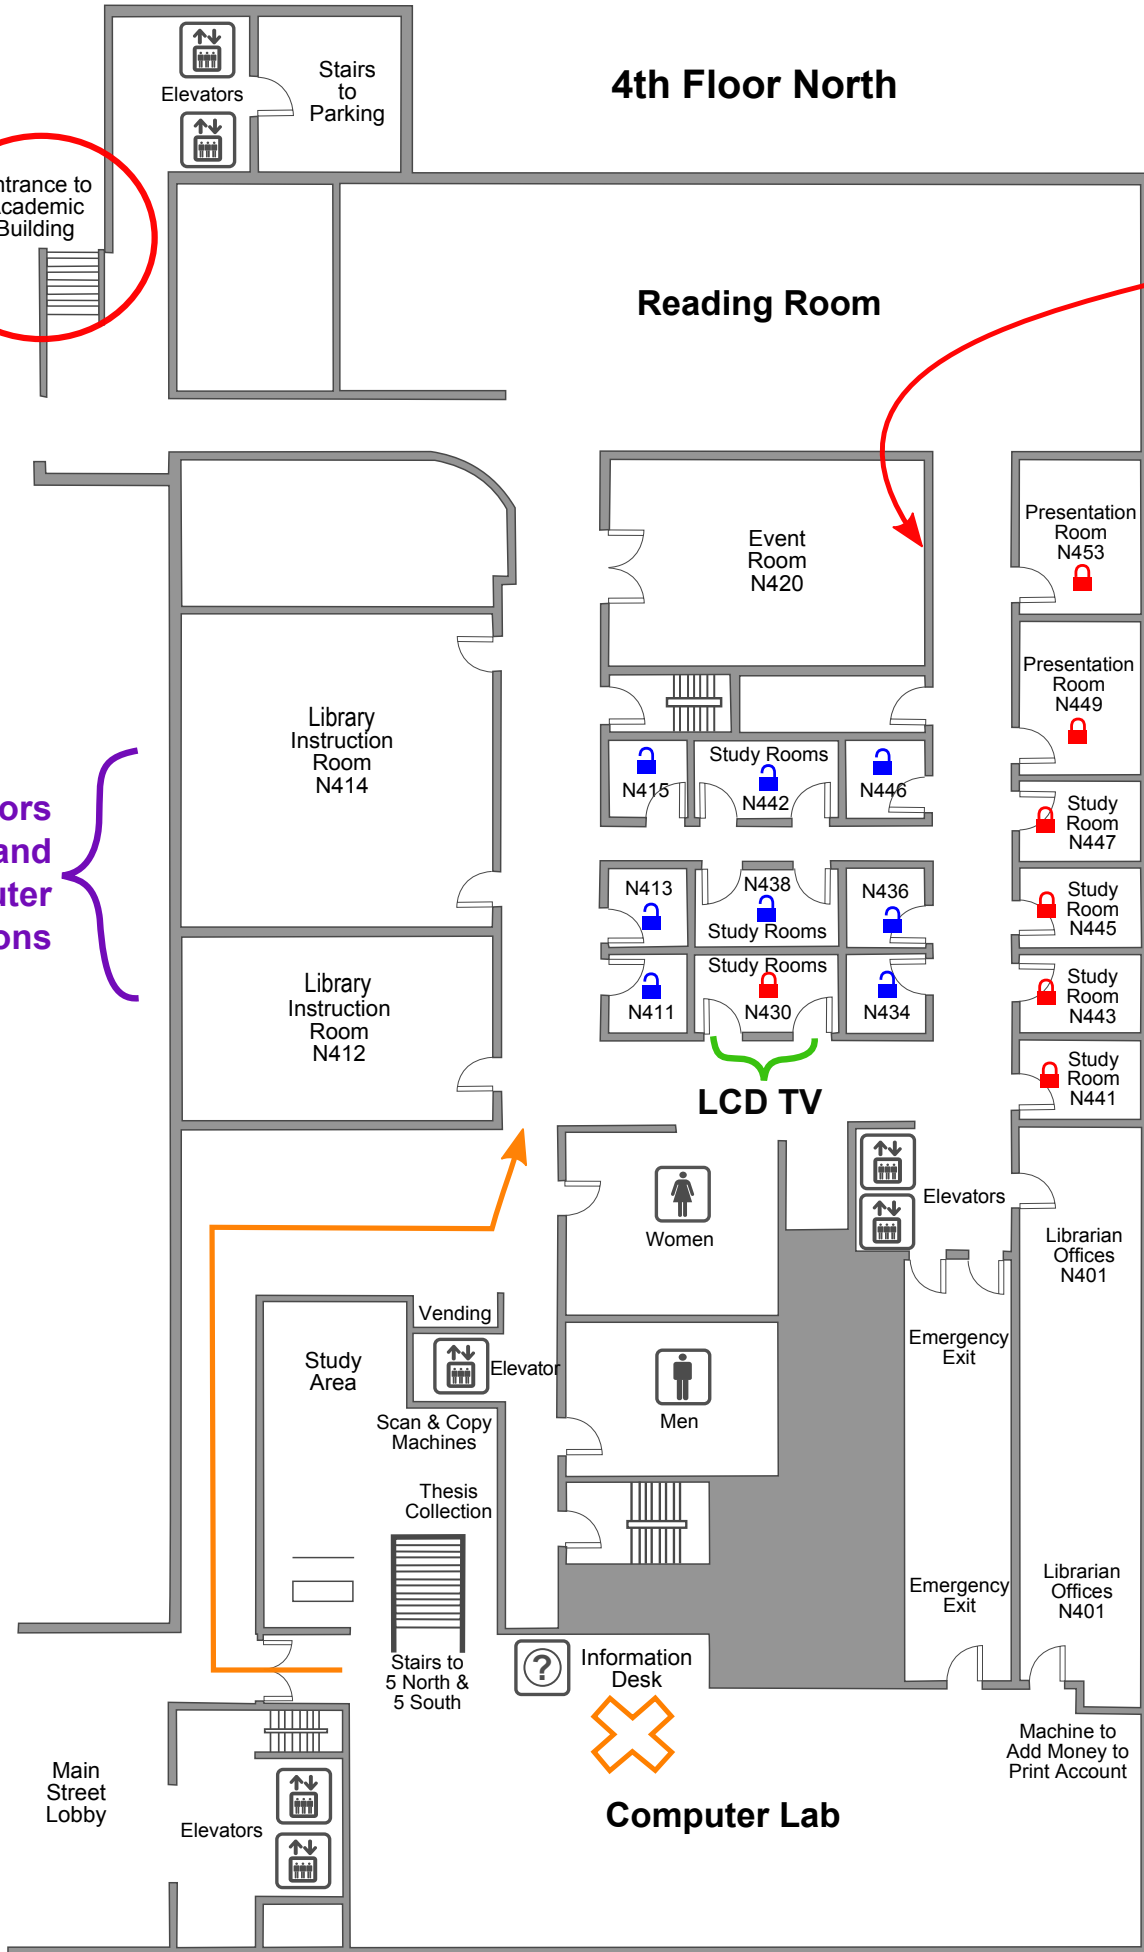 4th Floor North
Elevators
Stairs
to
Parking
to
Building
Reading Room
Event
Room
N420
Presentation
Room
N453
Presentation
Room
N449
Library
Instruction
Room
N414
Study Rooms
N415
N442
N446
Study
Room
N447
and
N413
N438
N436
Study Rooms
Study
Room
N445
Library
Instruction
Room
N412
Study Rooms
N411
N430
N434
Study
Room
N443
LCD TV
Study
Room
N441
Women
Elevators
Librarian
Offices
N401
Vending
Elevator
Study
Area
Emergency
Exit
Scan & Copy
Machines
Men
Thesis
Collection
Emergency
Exit
Librarian
Offices
N401
Stairs to
5 North &
5 South
?
Information
Desk
Main
Street
Lobby
Elevators
Machine to
Add Money to
Print Account
Computer Lab